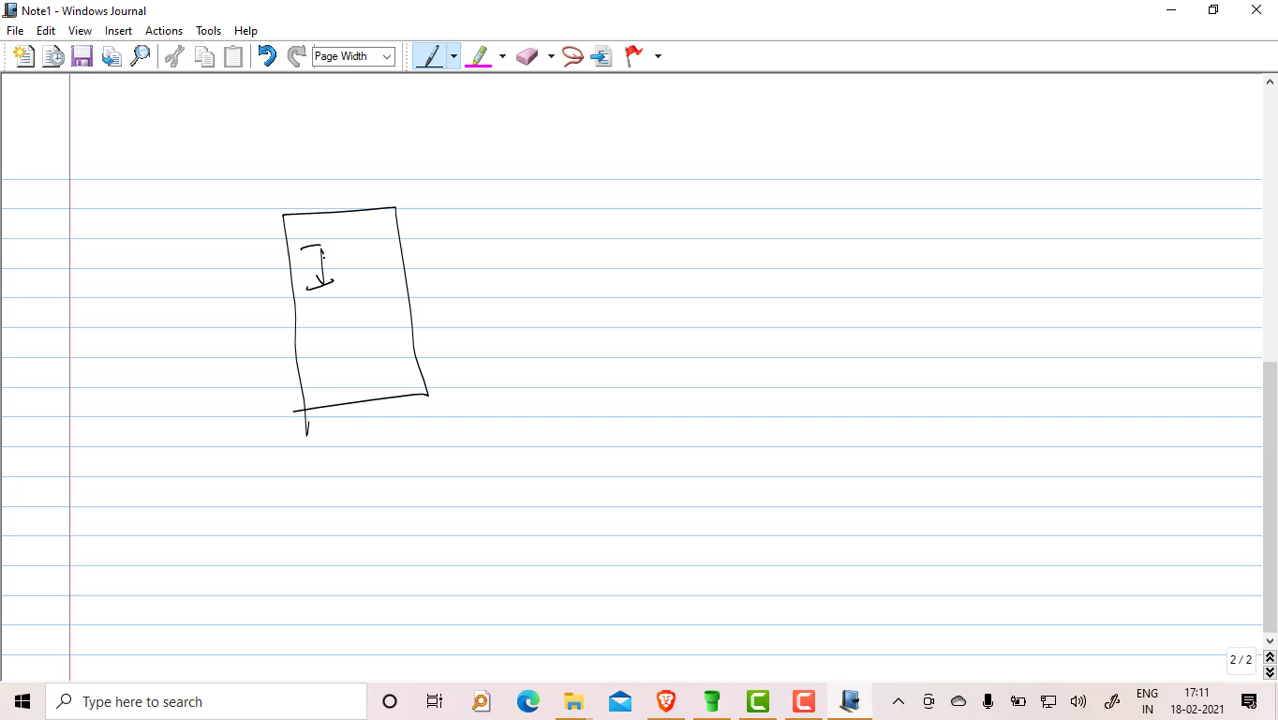 Note1 - Windows Journal
File Edit View Insert Actions Tools Help
Page Width
2 / 2
Type here to search
ENG
IN
17:11
18-02-2021